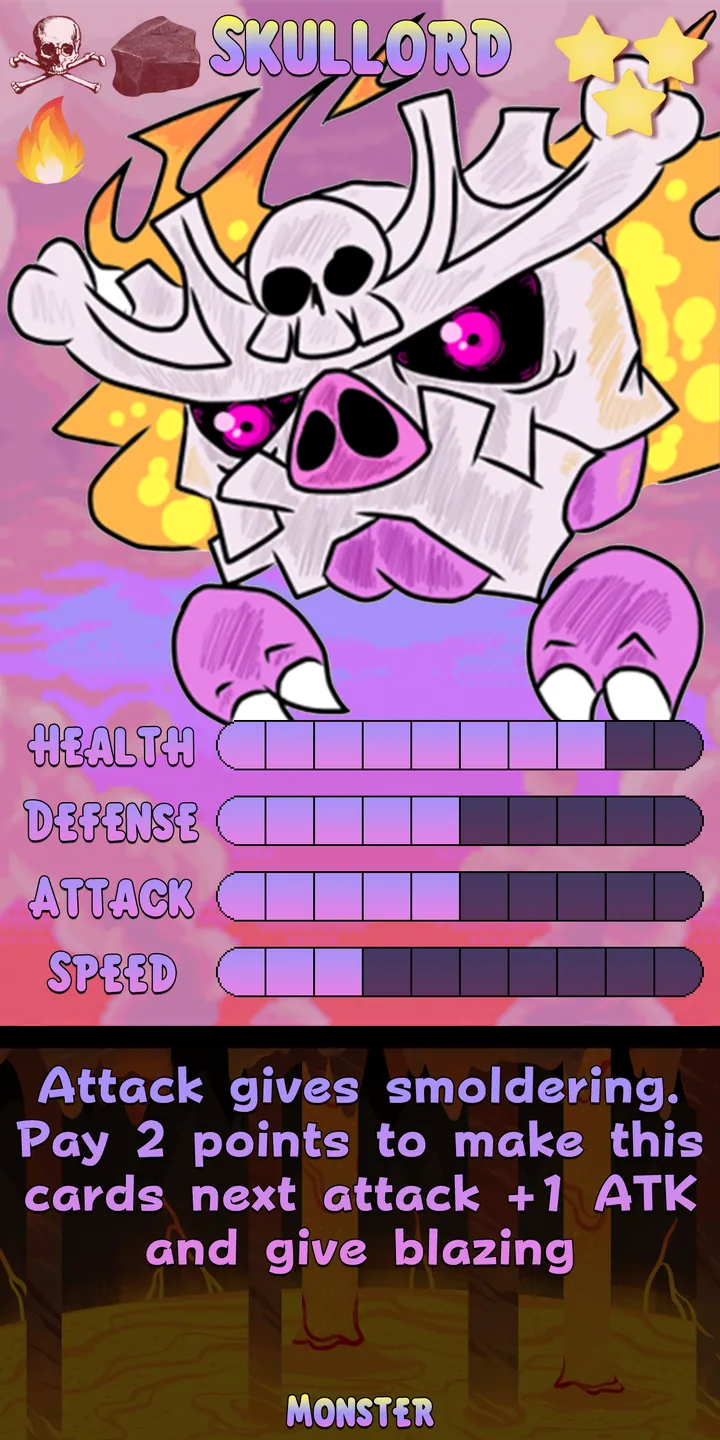 SKULLORD
HEALTH
DEFENSE
ATTACK
SPEED
Attack gives smoldering.
Pay 2 points to make this
cards next attack +1 ATK
and give blazing
MONSTER